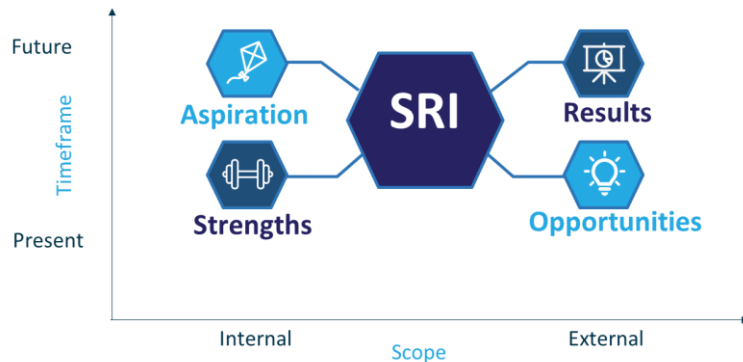 Future
Timeframe
Present
Aspiration
Strengths
SRI
Results
Opportunities
Internal
External
Scope